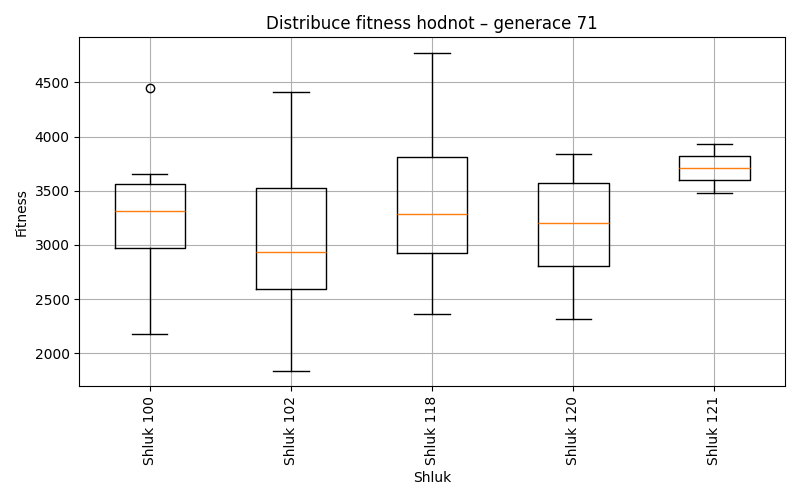 Distribuce fitness hodnot – generace 71
Fitness
4500
4000
3500
3000
2500
2000
Shluk 100
Shluk 102
Shluk 118
Shluk 120
Shluk 121
Shluk